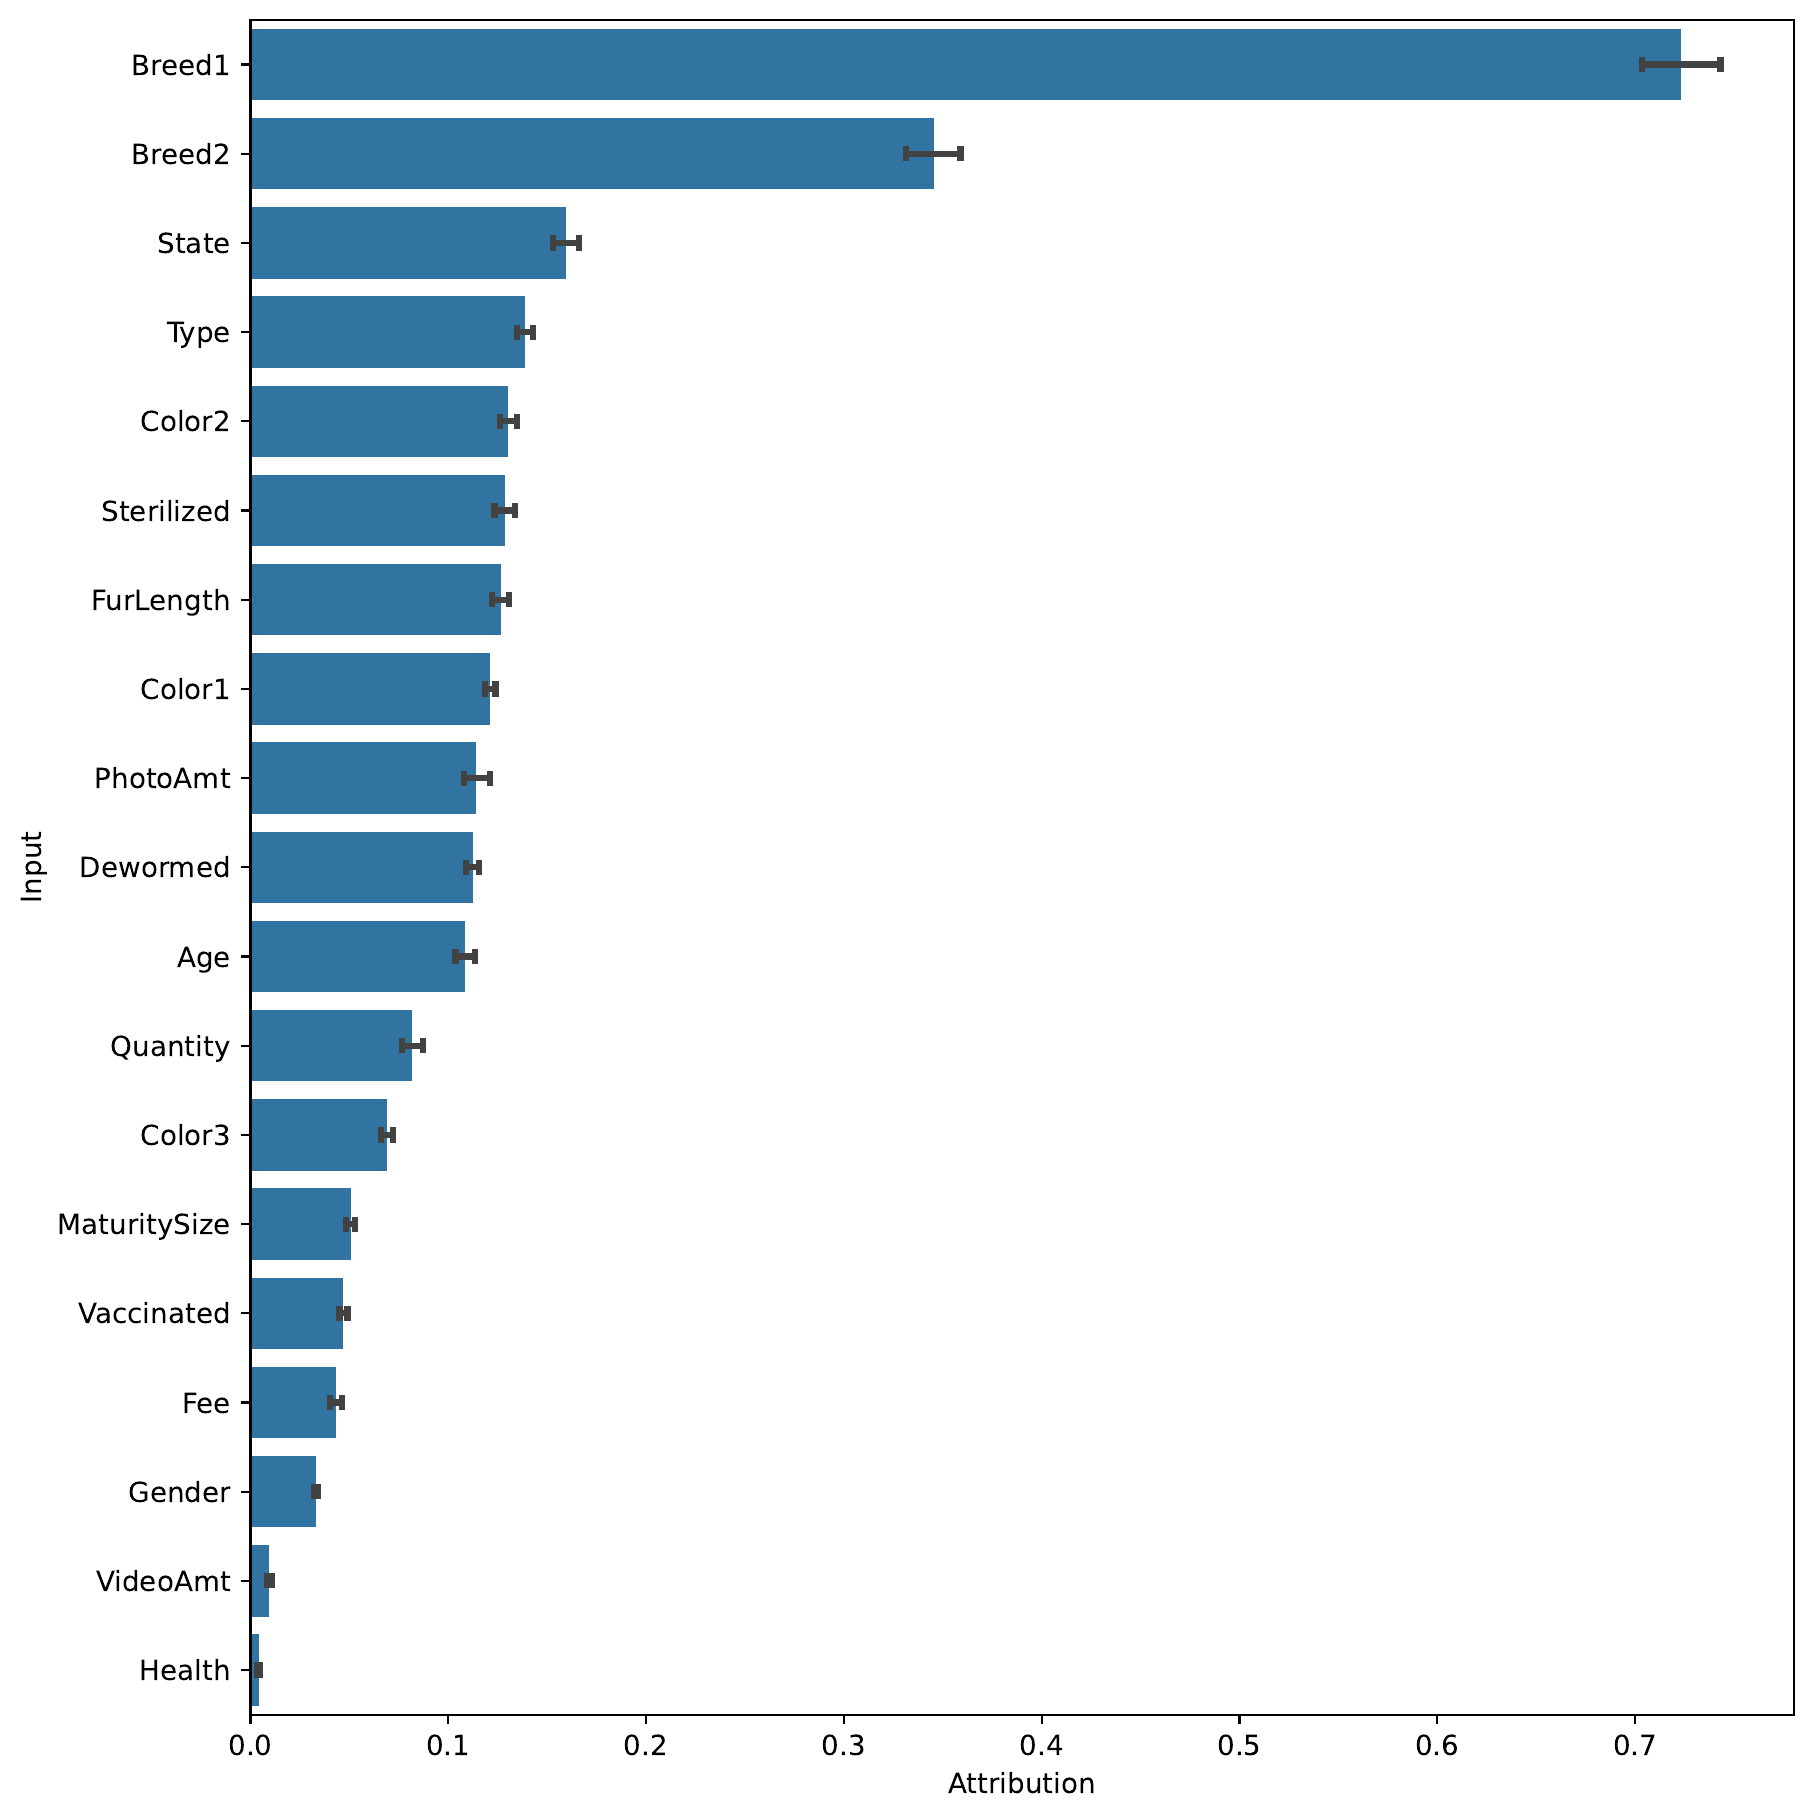 Breed1
Breed2
State
Type
Color2
Sterilized
FurLength
Color1
PhotoAmt
Dewormed
Age
Quantity
Color3
MaturitySize
Vaccinated
Fee
Gender
VideoAmt
Health
Input
0.0 0.1 0.2 0.3 0.4 0.5 0.6 0.7
Attribution